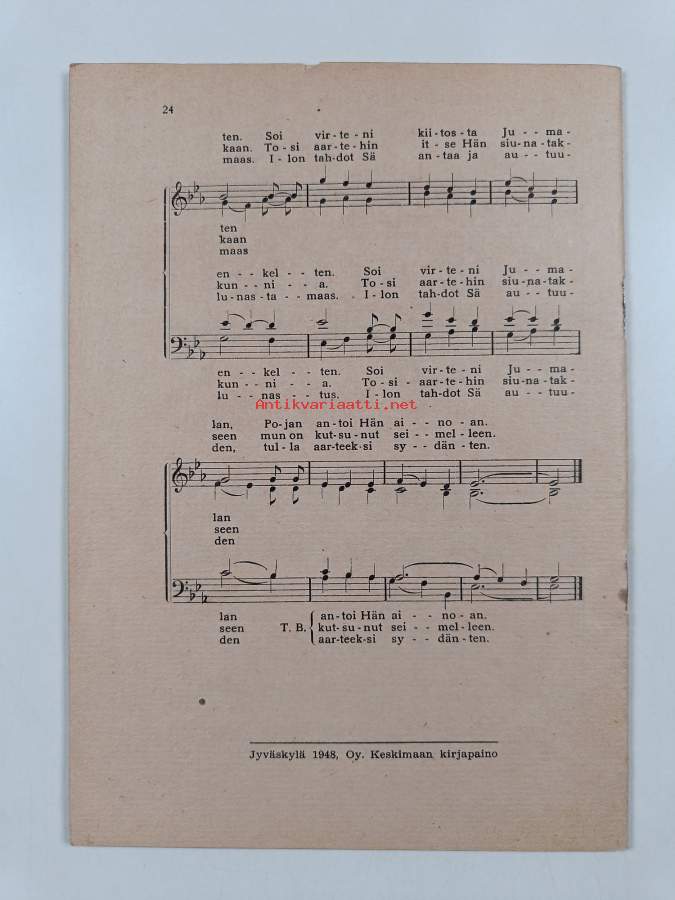 24
ten. Soi vir - te - ni kiitos - ta Ju - - ma -
kaan. To - si aar - te - hin it - se Hän siu - na - tak -
maas. I - lon tah - dot Sä an - taa ja au - - tuu -
ten
kaan
maas
en - - kel - - ten. Soi vir - te - ni Ju - - ma -
kun - - ni - - a. To - si aar - te - hin siu - na - tak -
lu - nas - ta - - maas. I - lon tah - dot Sä au - - tuu -
en - - kel - - ten. Soi vir - te - ni Ju - - ma -
kun - - ni - - a. To - si - aar - te - hin siu - na - tak -
lu - - nas - - tus. I - lon tah - dot Sä au - - tuu -
Antikvariaatti.net
lan, Po - jan an - toi Hän ai - - no - an.
seen mun on kut - su - nut sei - - mel - leen.
den, tul - la aar - teek - si sy - - dän - ten.
lan
seen
den
lan an - toi Hän ai - - no - an.
seen T. B. kut - su - nut sei - - mel - leen.
den aar - teek - si sy - - dän - ten.
Jyväskylä 1948, Oy. Keskimaan kirjapaino